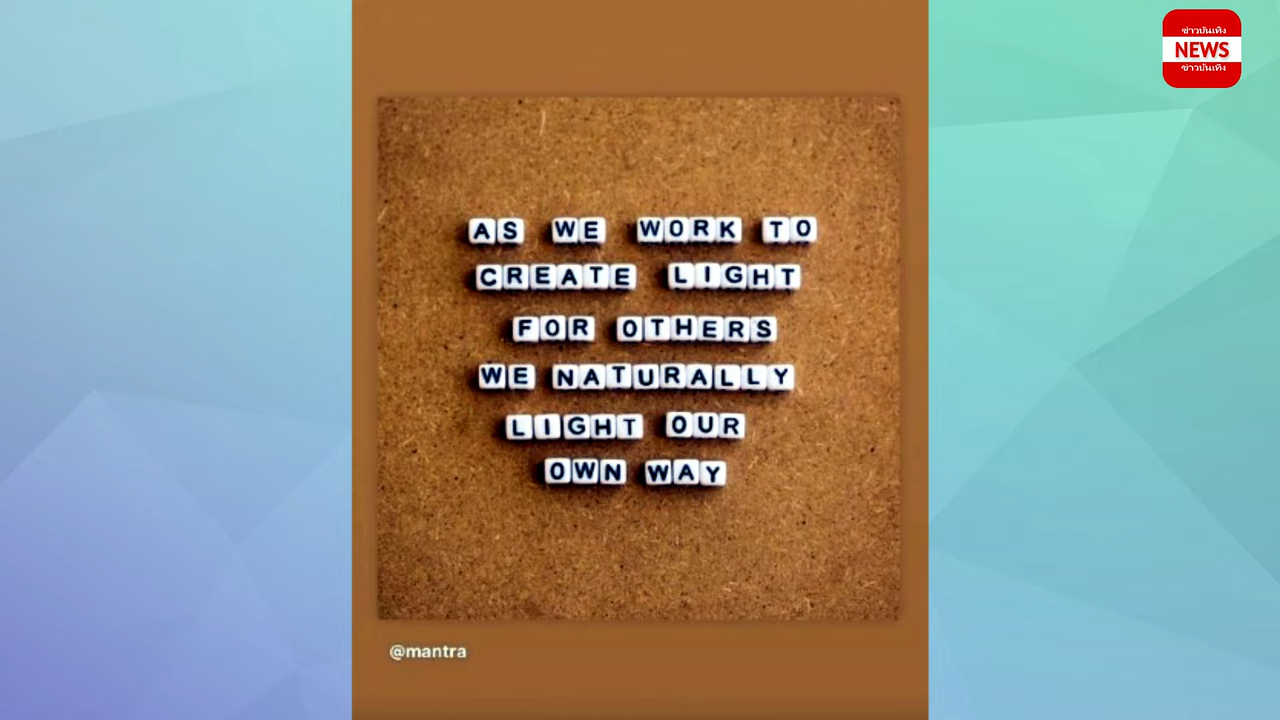 ข่าวบันเทิง
NEWS
ข่าวบันเทิง
AS WE WORK TO
CREATE LIGHT
FOR OTHERS
WE NATURALLY
LIGHT OUR
OWN WAY
@mantra